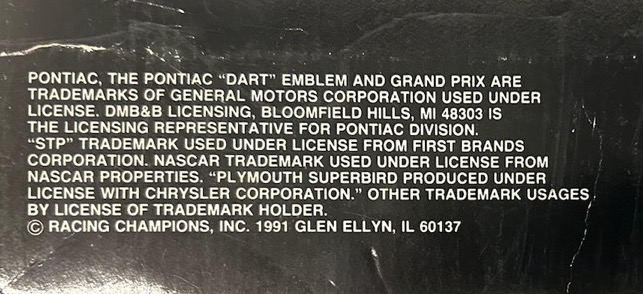 PONTIAC, THE PONTIAC “DART” EMBLEM AND GRAND PRIX ARE
TRADEMARKS OF GENERAL MOTORS CORPORATION USED UNDER
LICENSE. DMB&B LICENSING, BLOOMFIELD HILLS, MI 48303 IS
THE LICENSING REPRESENTATIVE FOR PONTIAC DIVISION.
“STP” TRADEMARK USED UNDER LICENSE FROM FIRST BRANDS
CORPORATION. NASCAR TRADEMARK USED UNDER LICENSE FROM
NASCAR PROPERTIES. “PLYMOUTH SUPERBIRD PRODUCED UNDER
LICENSE WITH CHRYSLER CORPORATION.” OTHER TRADEMARK USAGES
BY LICENSE OF TRADEMARK HOLDER.
© RACING CHAMPIONS, INC. 1991 GLEN ELLYN, IL 60137